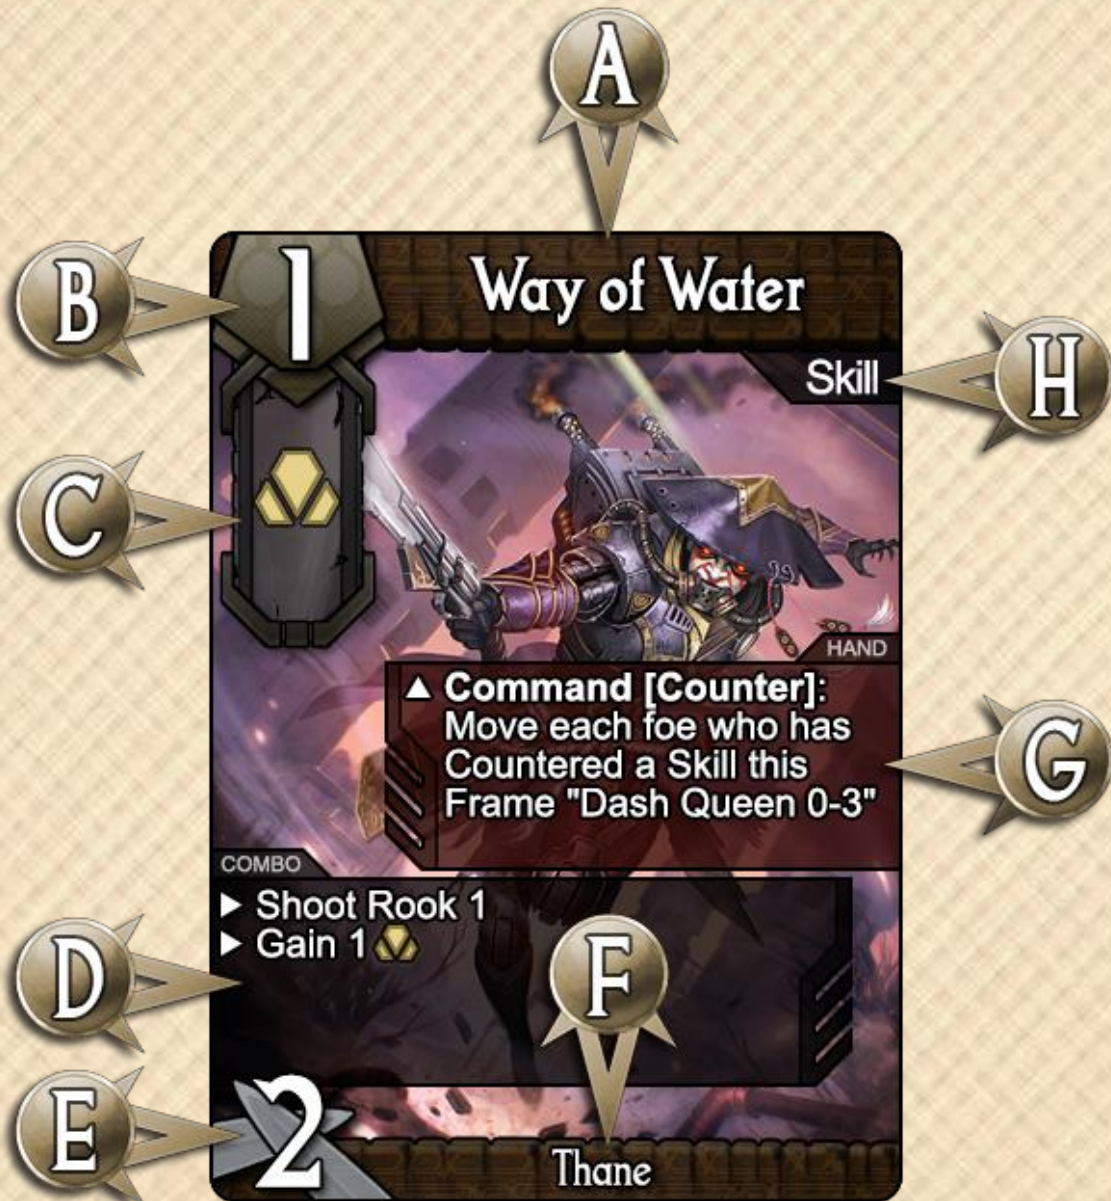 A
B
1
Way of Water
Skill
H
C
HAND
▲ Command [Counter]:
Move each foe who has
Countered a Skill this
Frame "Dash Queen 0-3"
G
COMBO
► Shoot Rook 1
► Gain 1
D
F
E
2
Thane